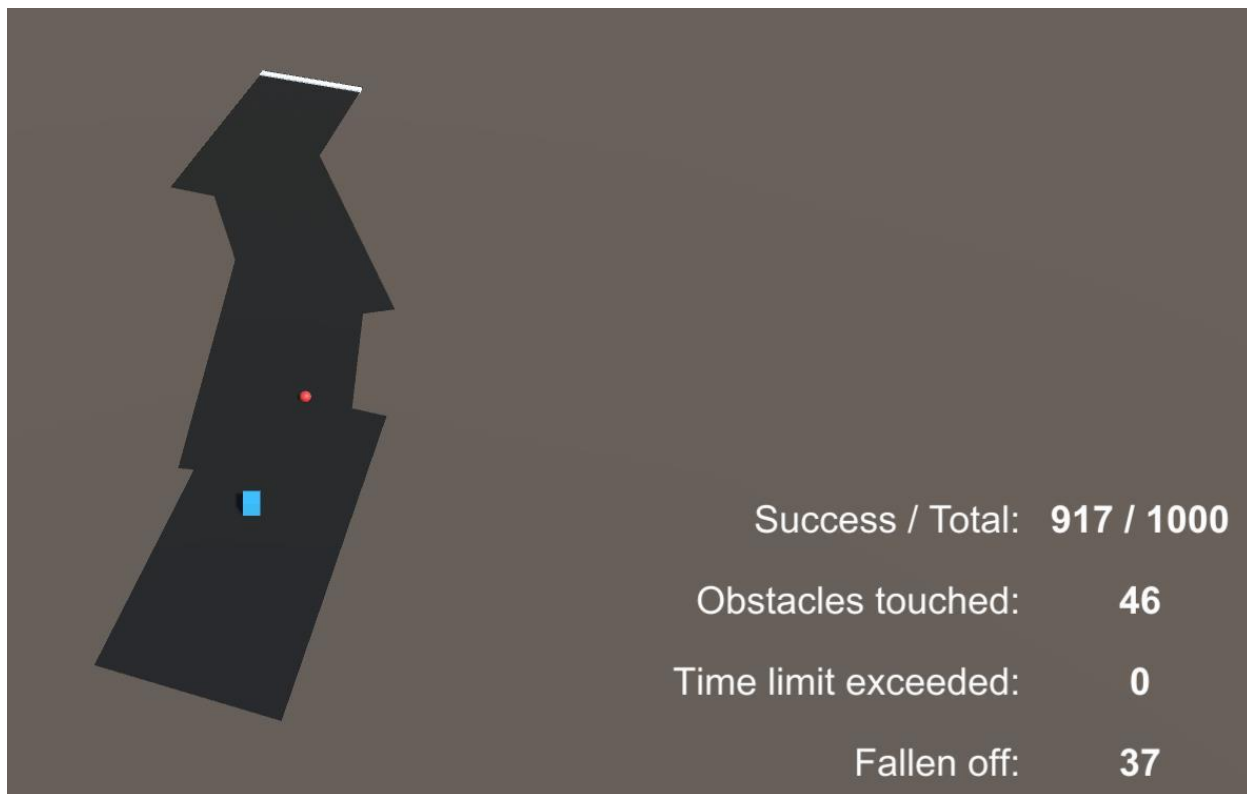 Success / Total: 917 / 1000
Obstacles touched: 46
Time limit exceeded: 0
Fallen off: 37